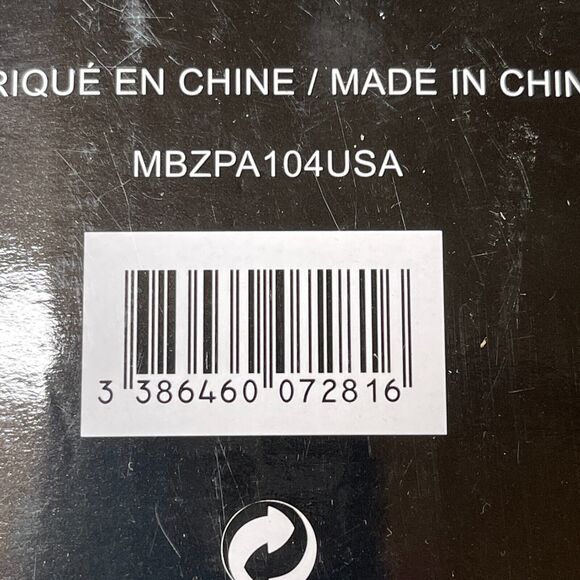 RIQUÉ EN CHINE / MADE IN CHIN
MBZPA104USA
3 386460 072816